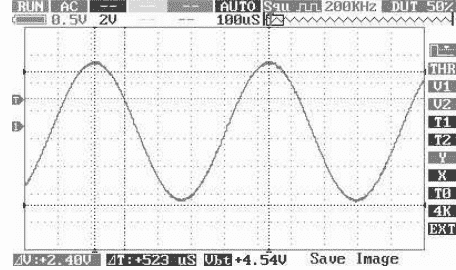 RUN AC -- -- -- AUTO Squ 200KHz DUT 50%
0.5V 2V -- -- 100uS
T
1
THR
V1
V2
T1
T2
Y
X
T0
4K
EXT
ΔV:+2.40V ΔT:+523 uS Vbt+4.54V Save Image